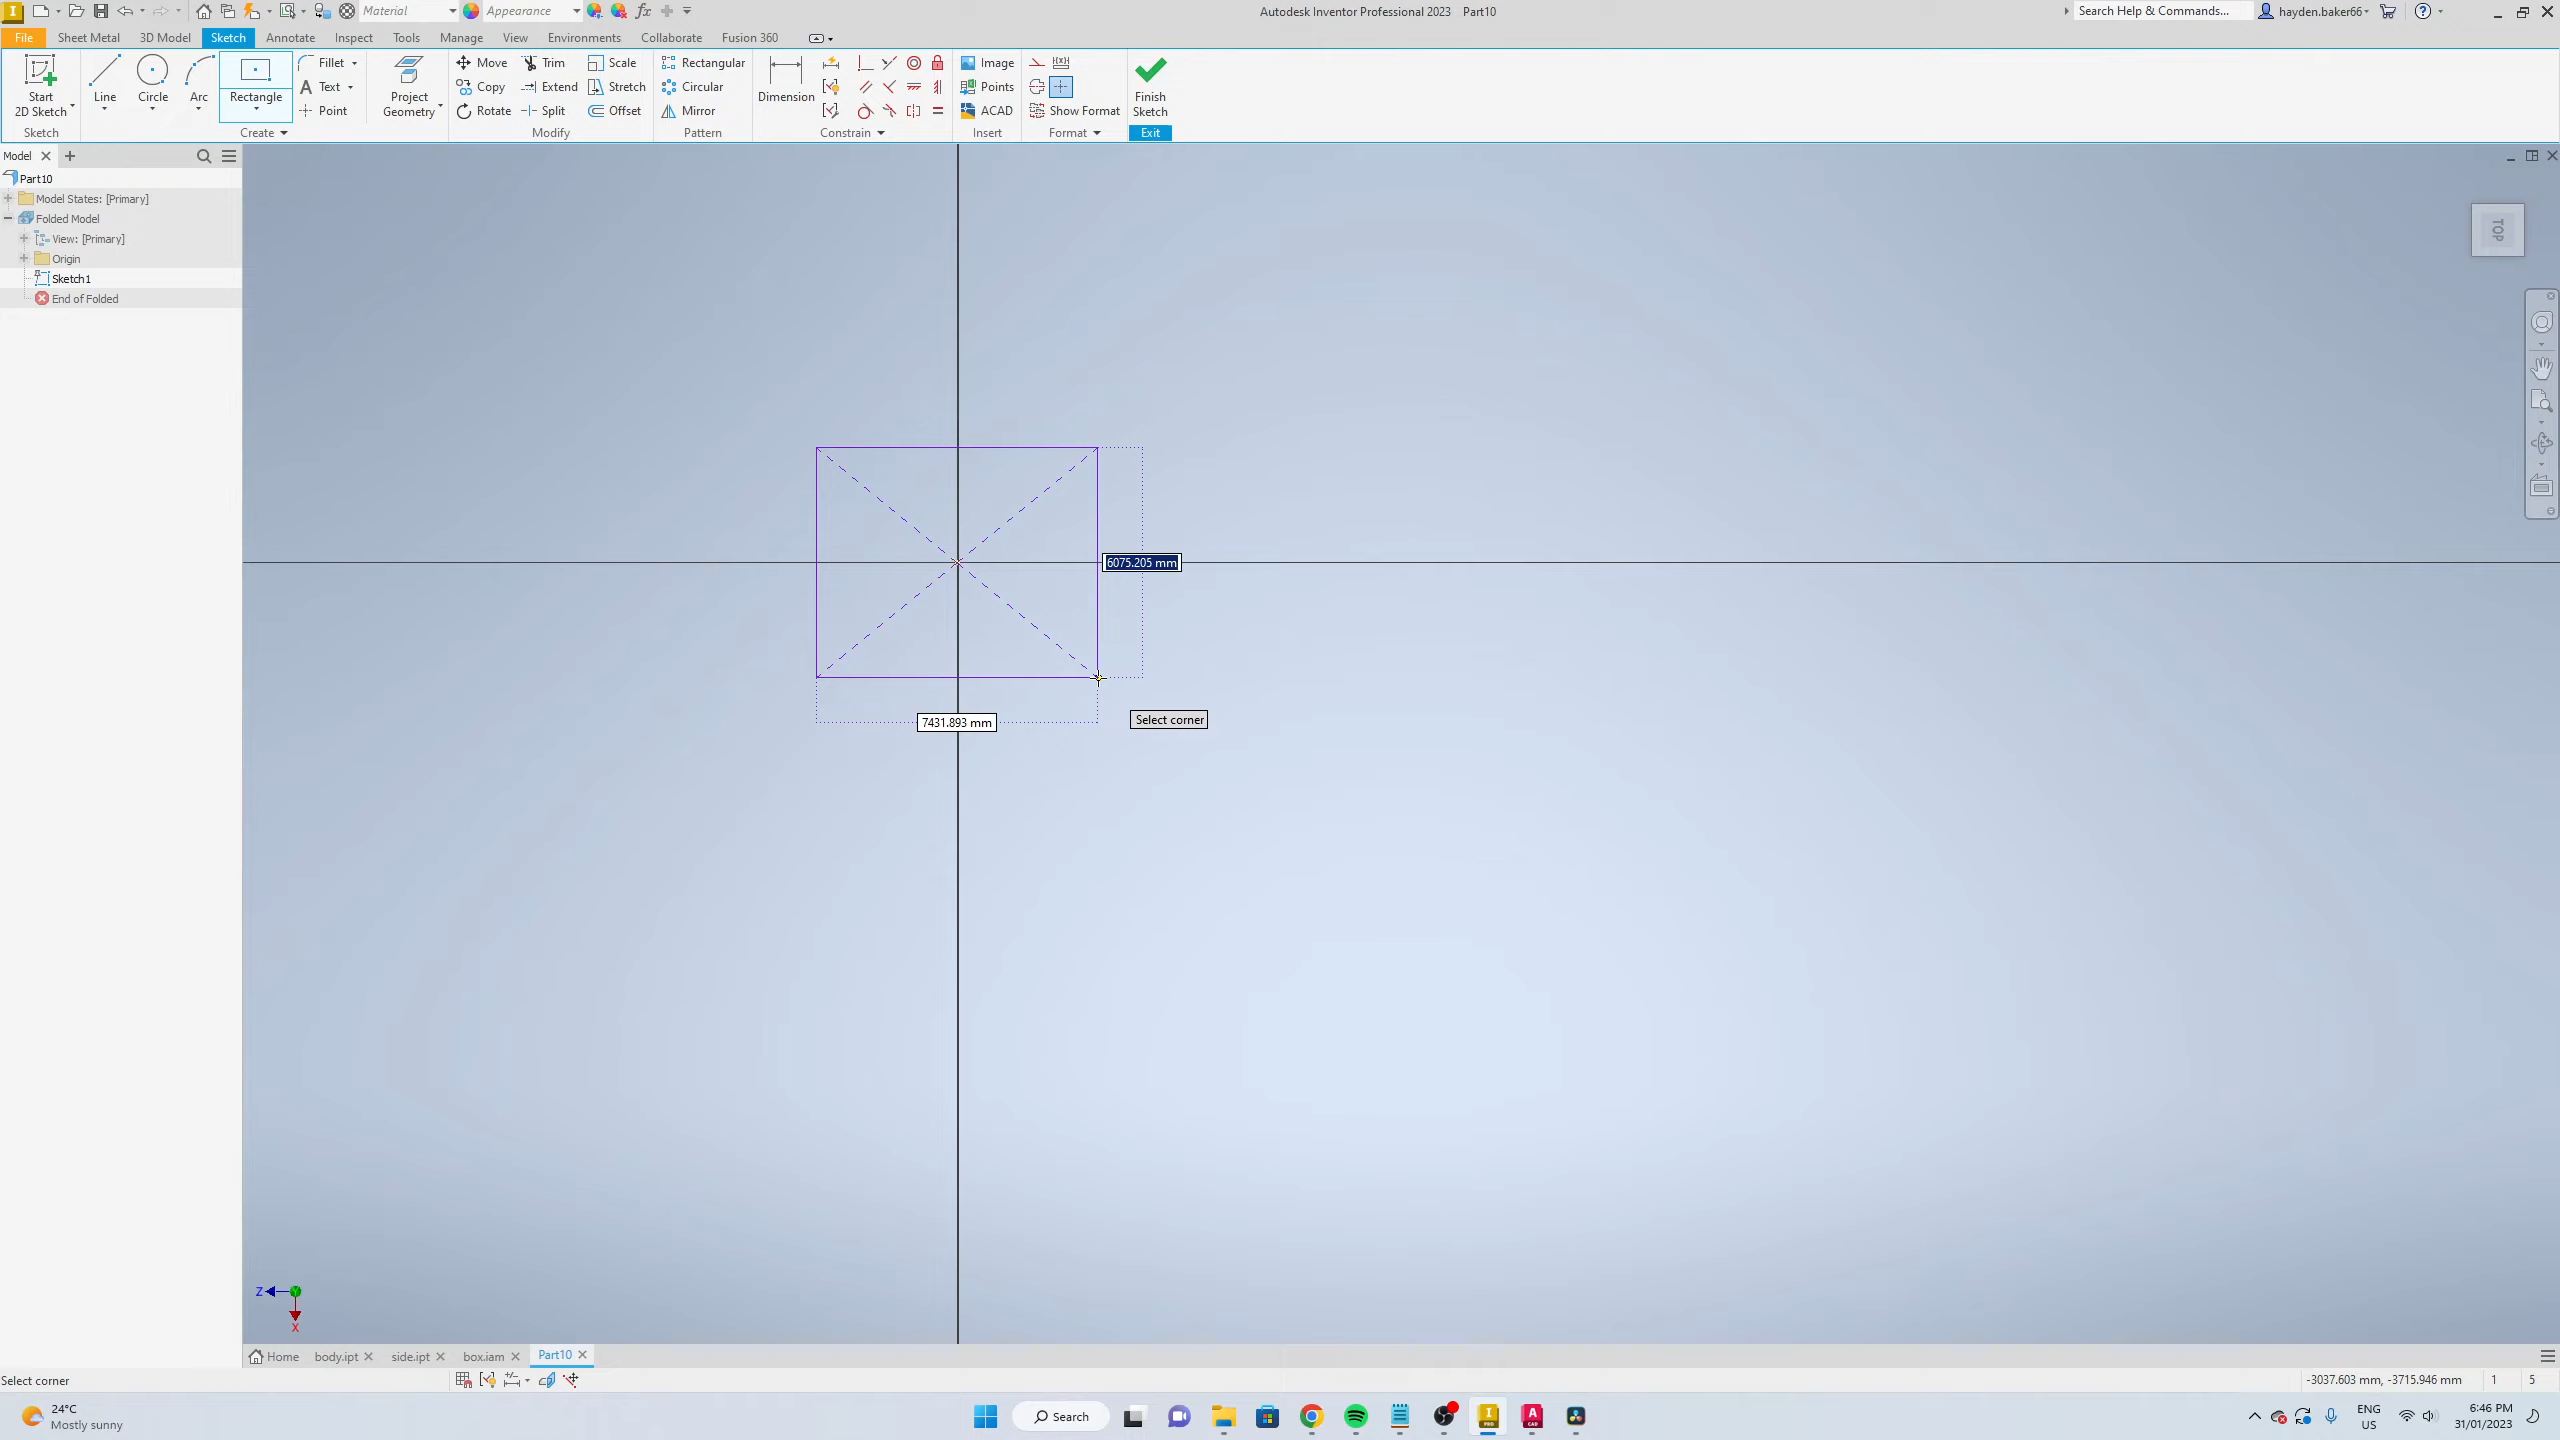 Material Appearance fx Autodesk Inventor Professional 2023 Part10 Search Help & Commands... hayden.baker66
File Sheet Metal 3D Model Sketch Annotate Inspect Tools Manage View Environments Collaborate Fusion 360
Start 2D Sketch
Line
Circle
Arc
Rectangle
Fillet
Text
Point
Project Geometry
Move Trim Scale
Copy Extend Stretch
Rotate Split Offset
Rectangular
Circular
Mirror
Dimension
Image
Points
ACAD
Show Format
Finish Sketch
Sketch Create Modify Pattern Constrain Insert Format Exit
Model
Part10
Model States: [Primary]
Folded Model
View: [Primary]
Origin
Sketch1
End of Folded
TOP
6075.205 mm
7431.893 mm
Select corner
Z
X
Home body.ipt side.ipt box.iam Part10
Select corner -3037.603 mm, -3715.946 mm 1 5
24°C
Mostly sunny
Search
ENG
US
6:46 PM
31/01/2023